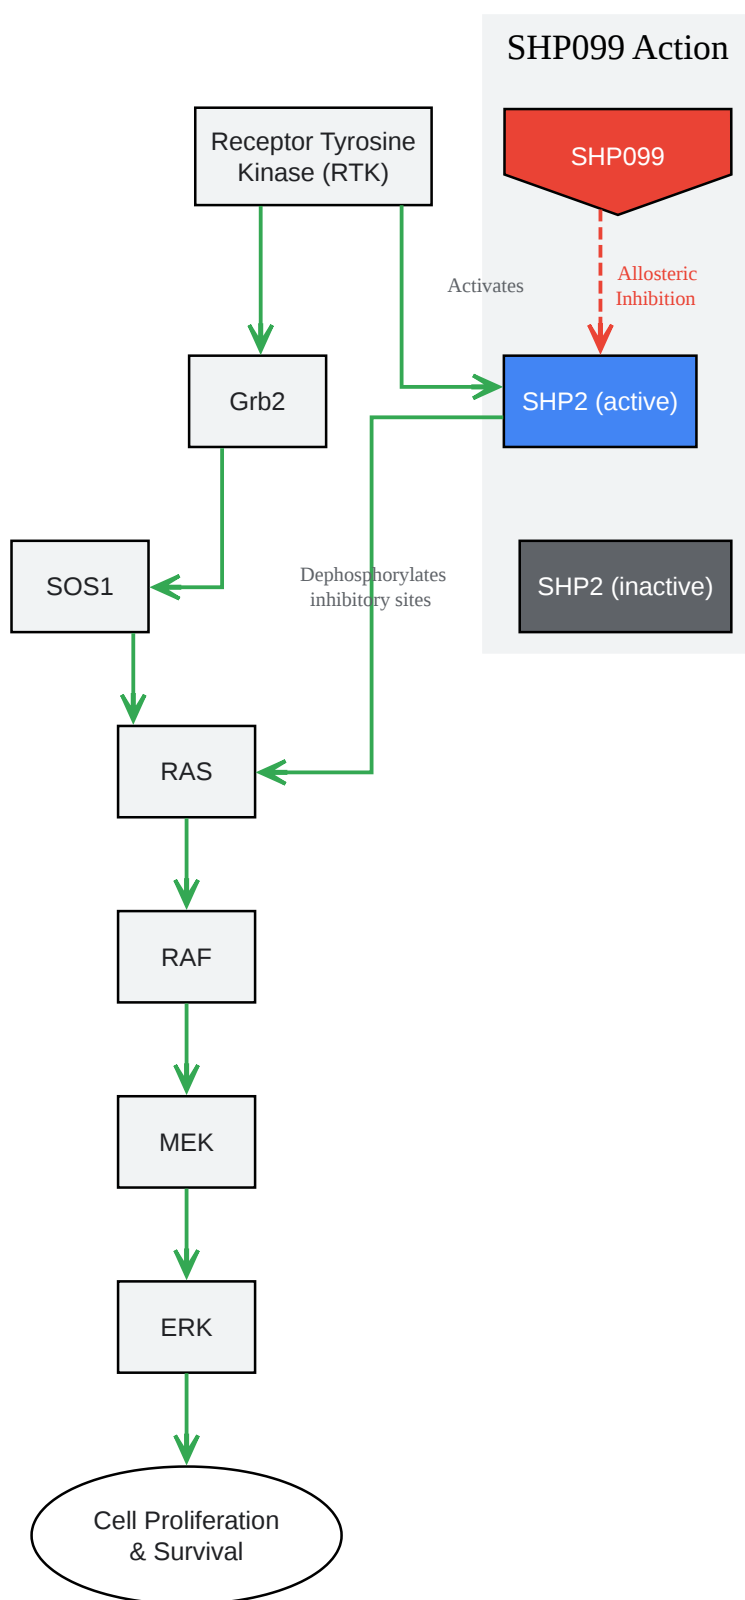 SHP099 Action
Receptor Tyrosine
Kinase (RTK)
SHP099
Activates
Allosteric
Inhibition
Grb2
SHP2 (active)
SOS1
Dephosphorylates
inhibitory sites
SHP2 (inactive)
RAS
RAF
MEK
ERK
Cell Proliferation
& Survival